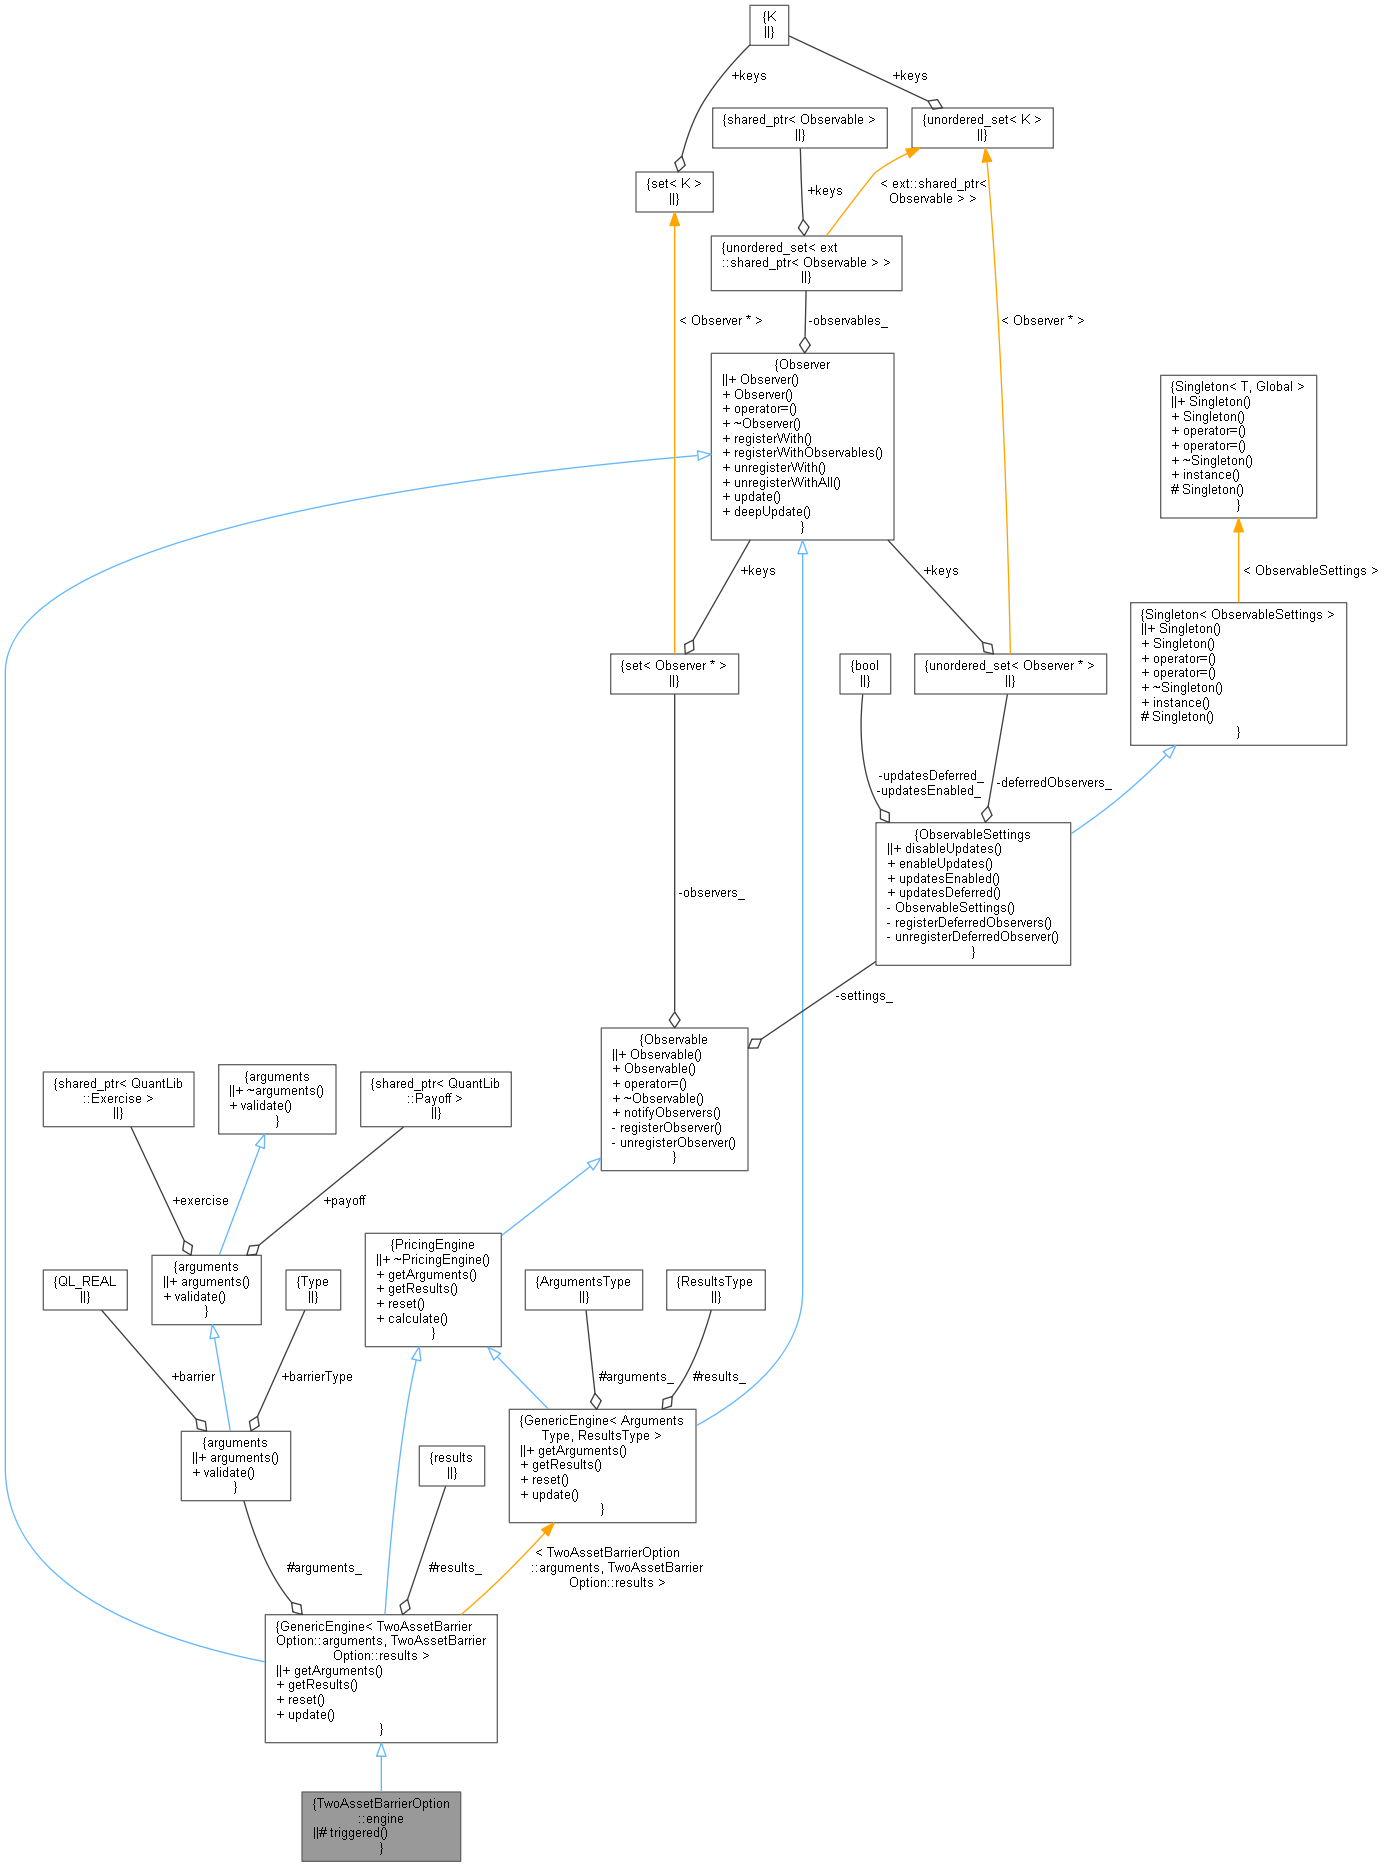 {K
||}
+keys
+keys
{shared_ptr< Observable >
||}
{unordered_set< K >
||}
{set< K >
||}
+keys
< ext::shared_ptr<
Observable > >
{unordered_set< ext
::shared_ptr< Observable > >
||}
< Observer * >
-observables_
< Observer * >
{Observer
||+ Observer()
+ Observer()
+ operator=()
+ ~Observer()
+ registerWith()
+ registerWithObservables()
+ unregisterWith()
+ unregisterWithAll()
+ update()
+ deepUpdate()
}
{Singleton< T, Global >
||+ Singleton()
+ Singleton()
+ operator=()
+ operator=()
+ ~Singleton()
+ instance()
# Singleton()
}
+keys
+keys
< ObservableSettings >
{Singleton< ObservableSettings >
||+ Singleton()
+ Singleton()
+ operator=()
+ operator=()
+ ~Singleton()
+ instance()
# Singleton()
}
{set< Observer * >
||}
{bool
||}
{unordered_set< Observer * >
||}
-updatesDeferred_
-updatesEnabled_
-deferredObservers_
{ObservableSettings
||+ disableUpdates()
+ enableUpdates()
+ updatesEnabled()
+ updatesDeferred()
- ObservableSettings()
- registerDeferredObservers()
- unregisterDeferredObserver()
}
-observers_
-settings_
{Observable
||+ Observable()
+ Observable()
+ operator=()
+ ~Observable()
+ notifyObservers()
- registerObserver()
- unregisterObserver()
}
{shared_ptr< QuantLib
::Exercise >
||}
{arguments
||+ ~arguments()
+ validate()
}
{shared_ptr< QuantLib
::Payoff >
||}
+exercise
+payoff
{arguments
||+ arguments()
+ validate()
}
{PricingEngine
||+ ~PricingEngine()
+ getArguments()
+ getResults()
+ reset()
+ calculate()
}
{QL_REAL
||}
{Type
||}
{ArgumentsType
||}
{ResultsType
||}
+barrier
+barrierType
#arguments_
#results_
{arguments
||+ arguments()
+ validate()
}
{results
||}
{GenericEngine< Arguments
Type, ResultsType >
||+ getArguments()
+ getResults()
+ reset()
+ update()
}
#arguments_
#results_
< TwoAssetBarrierOption
::arguments, TwoAssetBarrier
Option::results >
{GenericEngine< TwoAssetBarrier
Option::arguments, TwoAssetBarrier
Option::results >
||+ getArguments()
+ getResults()
+ reset()
+ update()
}
{TwoAssetBarrierOption
::engine
||# triggered()
}